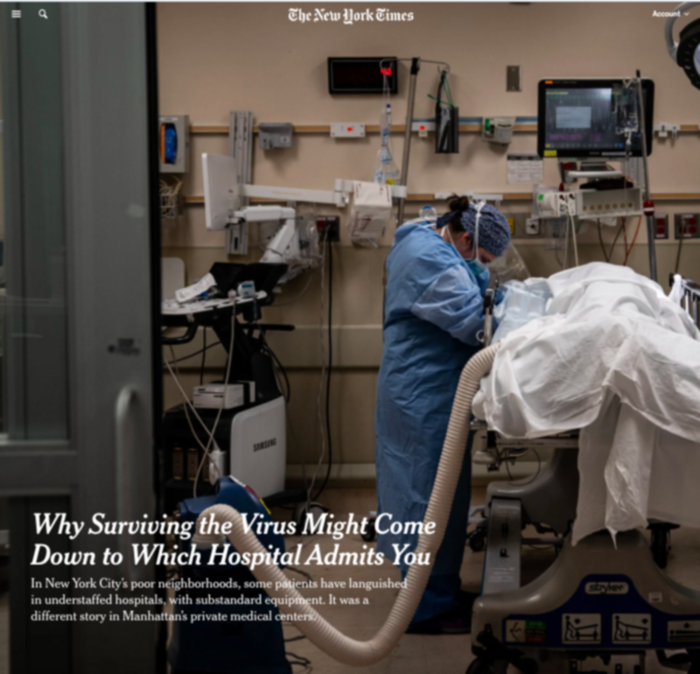 The New York Times
Account
SAMSUNG
Why Surviving the Virus Might Come
Down to Which Hospital Admits You
In New York City's poor neighborhoods, some patients have languished
in understaffed hospitals, with substandard equipment. It was a
different story in Manhattan's private medical centers.
stryker